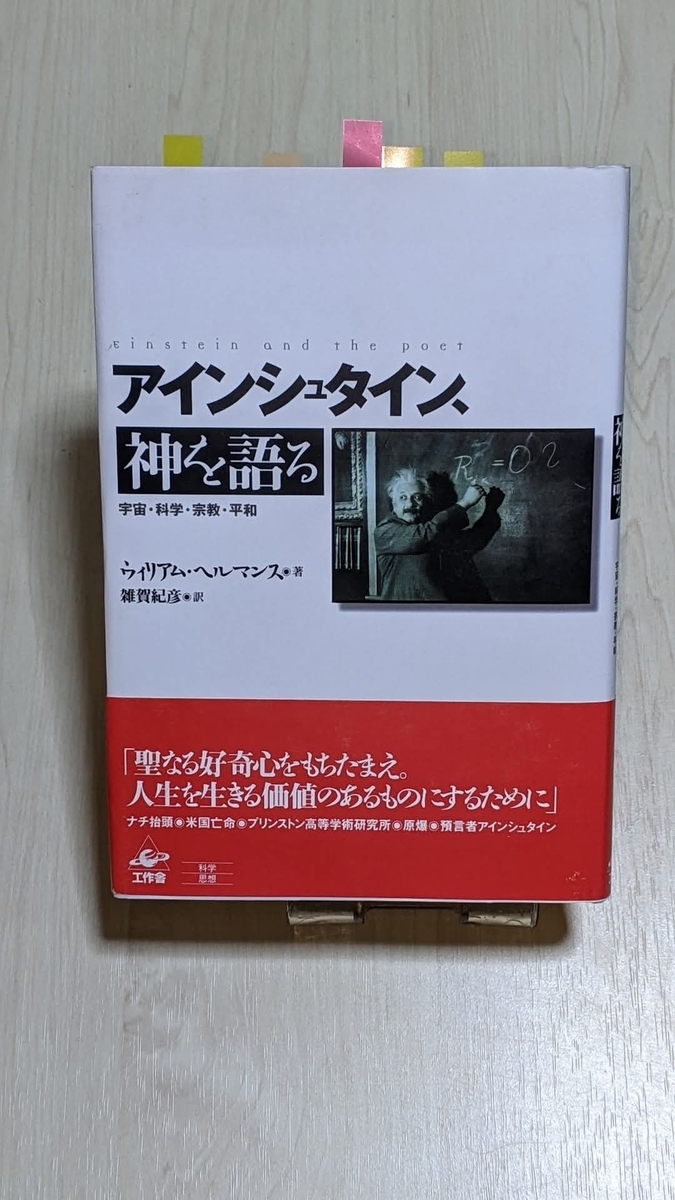 Einstein and the poet
アインシュタイン、
神を語る
宇宙・科学・宗教・平和
ウィリアム・ヘルマンス◉著
雑賀紀彦◉訳
「聖なる好奇心をもちたまえ。
人生を生きる価値のあるものにするために」
ナチ抬頭◉米国亡命◉プリンストン高等学術研究所◉原爆◉預言者アインシュタイン
工作舎
科学
思想
神を語る